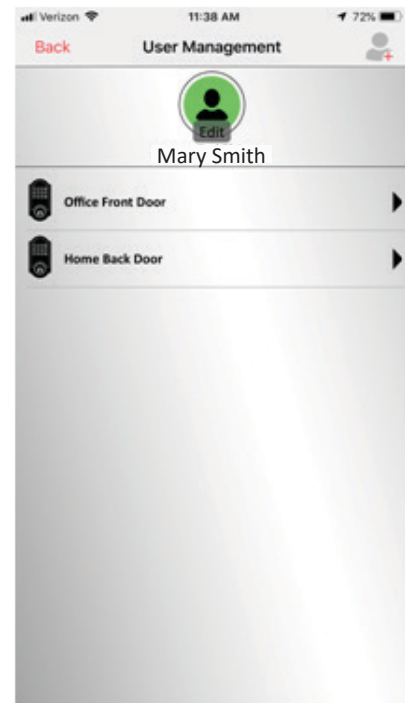 Verizon 11:38 AM 72%
Back User Management
Edit
Mary Smith
Office Front Door
Home Back Door